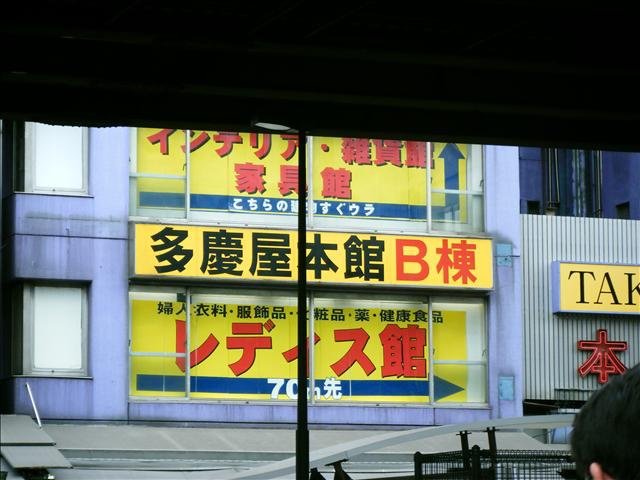 インテリア・雑貨館
家具館
こちらの建物すぐウラ
多慶屋本館B棟
TAK
婦人衣料・服飾品・化粧品・薬・健康食品
レディス館
本
70m先